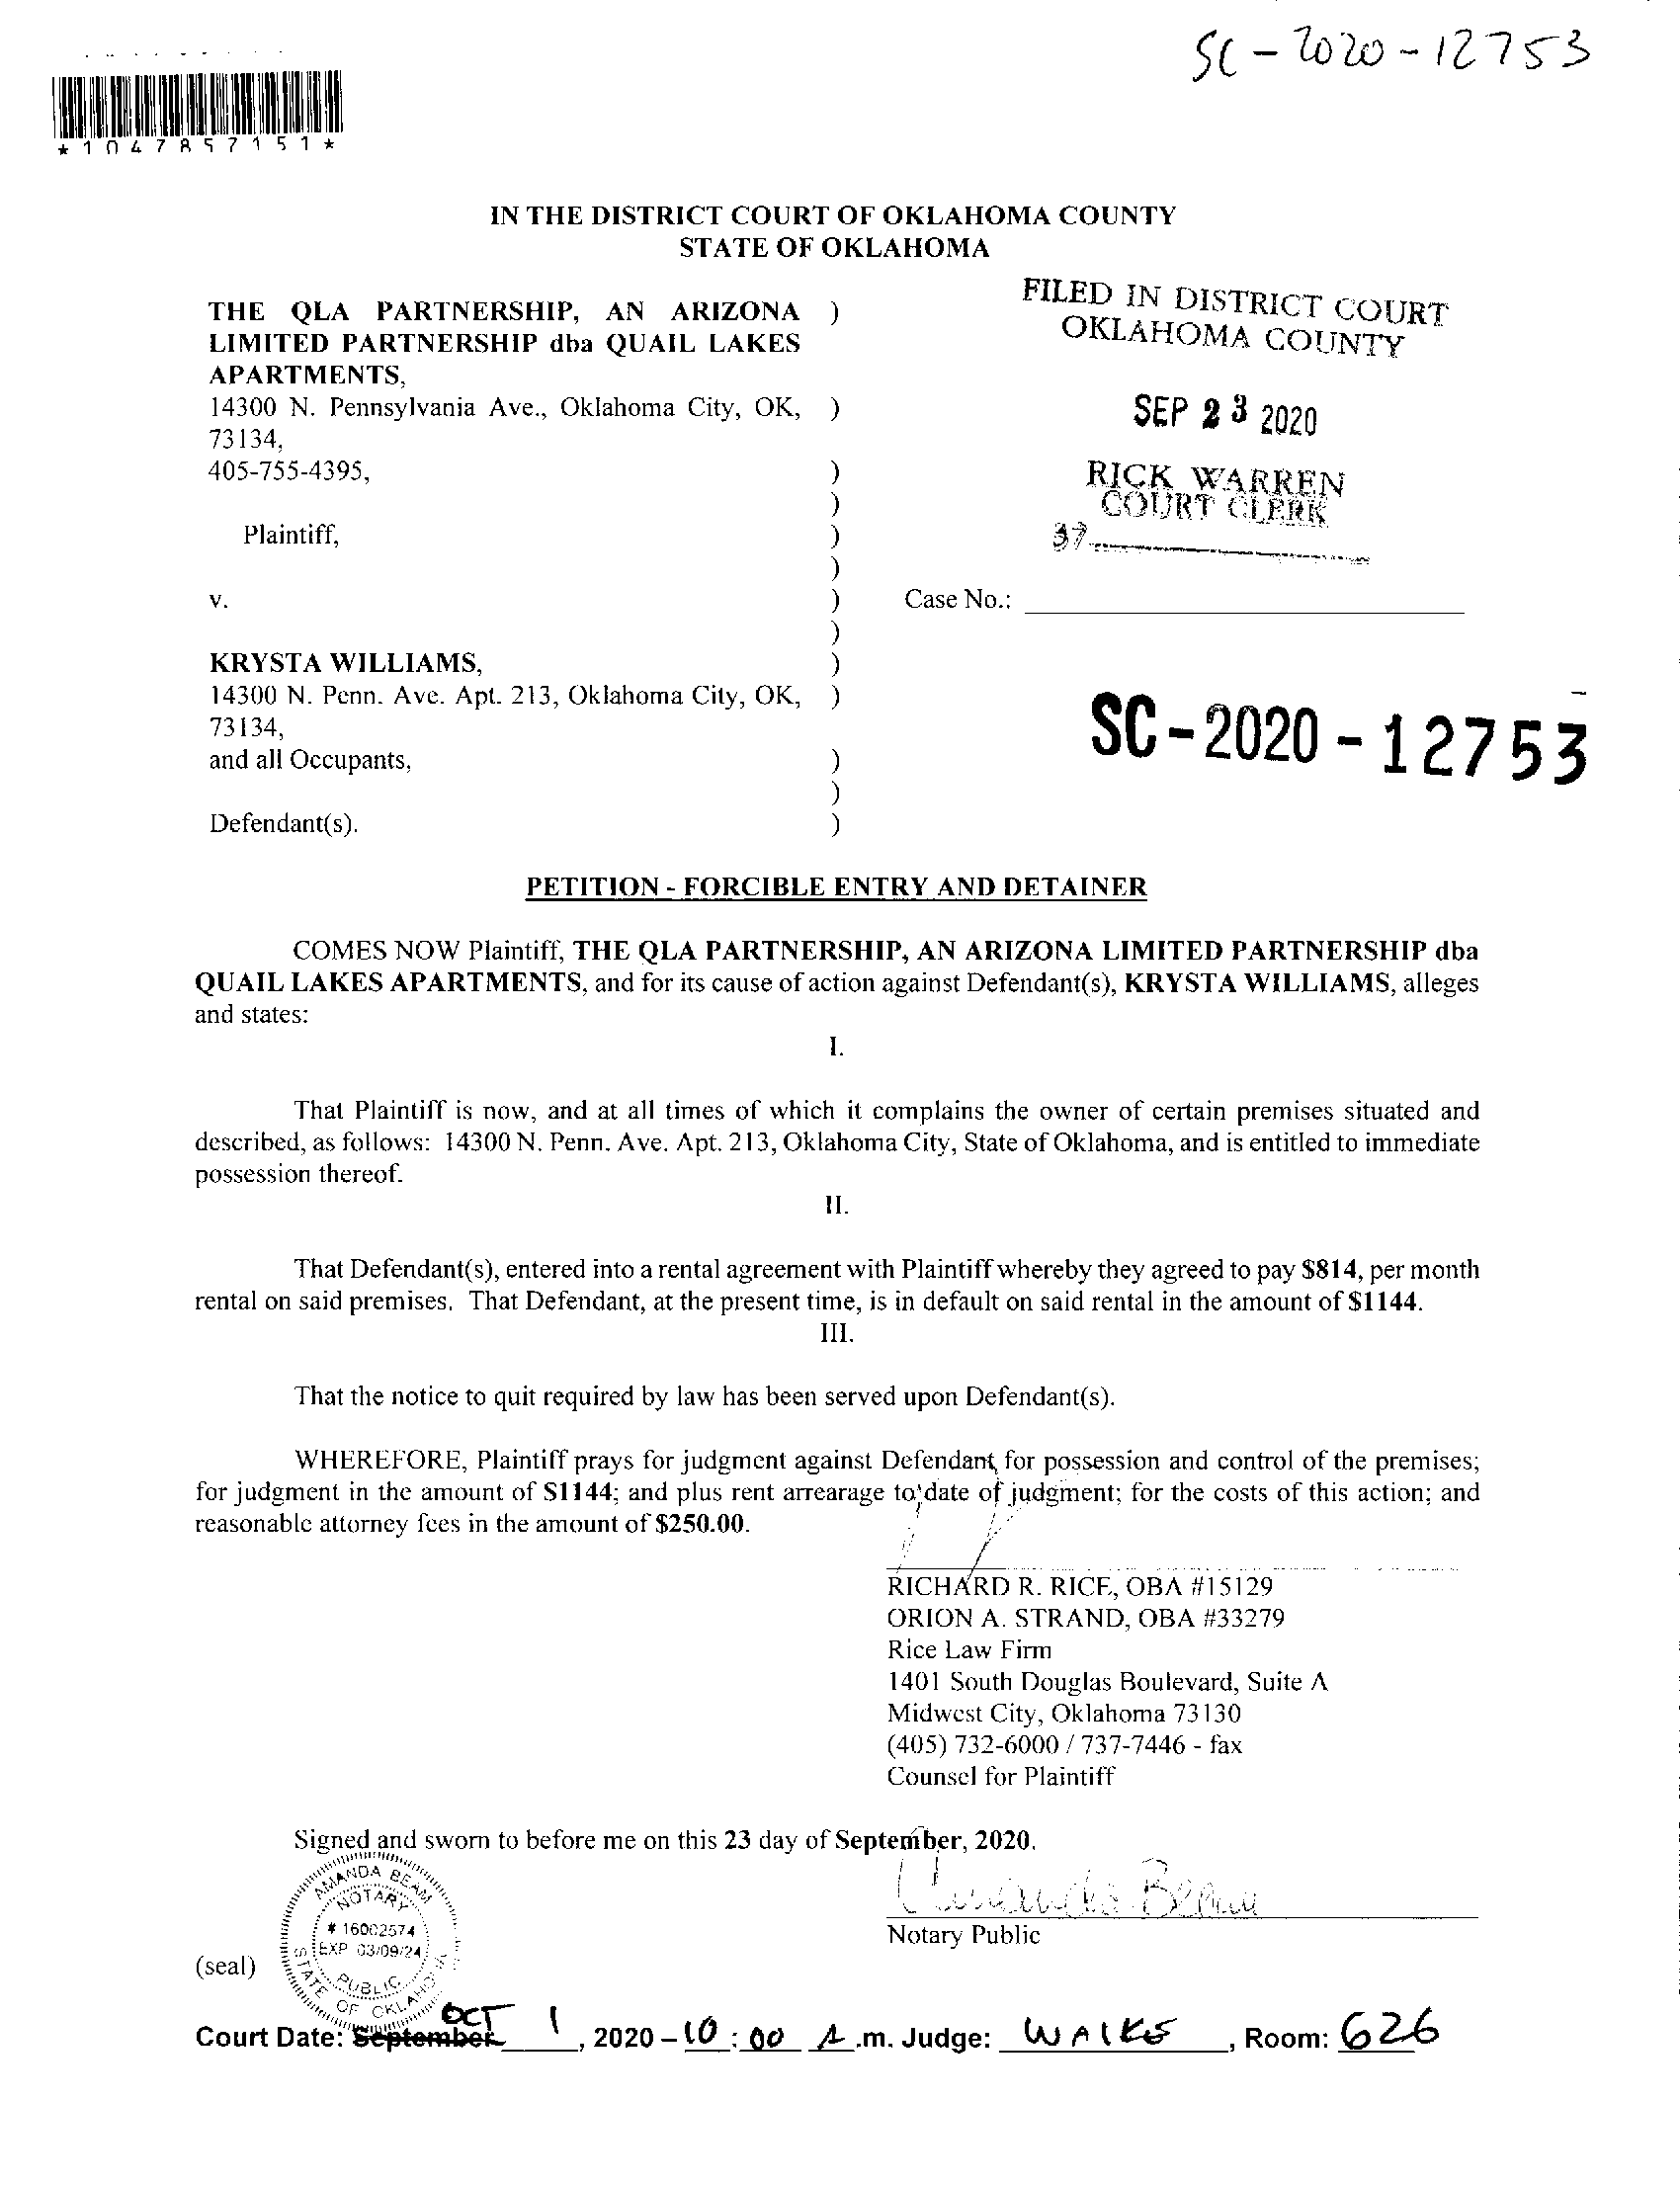 SC-2020-12753
*1047857151*
IN THE DISTRICT COURT OF OKLAHOMA COUNTY
STATE OF OKLAHOMA
THE QLA PARTNERSHIP, AN ARIZONA )
LIMITED PARTNERSHIP dba QUAIL LAKES
APARTMENTS,
14300 N. Pennsylvania Ave., Oklahoma City, OK, )
73134,
405-755-4395, )
)
Plaintiff, )
)
v. )
)
KRYSTA WILLIAMS, )
14300 N. Penn. Ave. Apt. 213, Oklahoma City, OK, )
73134,
and all Occupants, )
)
Defendant(s). )
FILED IN DISTRICT COURT
OKLAHOMA COUNTY
SEP 23 2020
RICK WARREN
COURT CLERK
37
Case No.:
SC-2020-12753
PETITION - FORCIBLE ENTRY AND DETAINER
COMES NOW Plaintiff, THE QLA PARTNERSHIP, AN ARIZONA LIMITED PARTNERSHIP dba
QUAIL LAKES APARTMENTS, and for its cause of action against Defendant(s), KRYSTA WILLIAMS, alleges
and states:
I.
That Plaintiff is now, and at all times of which it complains the owner of certain premises situated and
described, as follows: 14300 N. Penn. Ave. Apt. 213, Oklahoma City, State of Oklahoma, and is entitled to immediate
possession thereof.
II.
That Defendant(s), entered into a rental agreement with Plaintiff whereby they agreed to pay $814, per month
rental on said premises. That Defendant, at the present time, is in default on said rental in the amount of $1144.
III.
That the notice to quit required by law has been served upon Defendant(s).
WHEREFORE, Plaintiff prays for judgment against Defendant, for possession and control of the premises;
for judgment in the amount of $1144; and plus rent arrearage to date of judgment; for the costs of this action; and
reasonable attorney fees in the amount of $250.00.
RICHARD R. RICE, OBA #15129
ORION A. STRAND, OBA #33279
Rice Law Firm
1401 South Douglas Boulevard, Suite A
Midwest City, Oklahoma 73130
(405) 732-6000 / 737-7446 - fax
Counsel for Plaintiff
Signed and sworn to before me on this 23 day of September, 2020.
Amanda Beam
Notary Public
(seal)
AMANDA BEAM
NOTARY
# 16002574
EXP 03/09/24
PUBLIC
STATE OF OKLAHOMA
Court Date: September OCT 1, 2020 - 10:00 A.m. Judge: WALKE, Room: 626